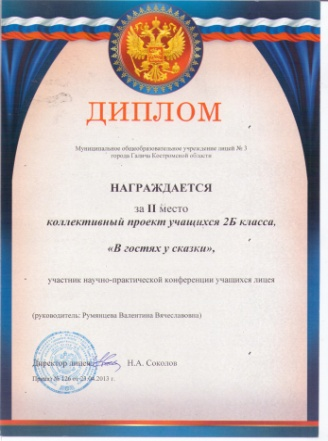 ДИПЛОМ
Муниципальное общеобразовательное учреждение лицей № 3
города Галича Костромской области
НАГРАЖДАЕТСЯ
за II место
коллективный проект учащихся 2Б класса,
«В гостях у сказки»,
участник научно-практической конференции учащихся лицея
(руководитель: Румянцева Валентина Вячеславовна)
Директор лицея Н.А. Соколов
Приказ № 126 от 23.04.2013 г.